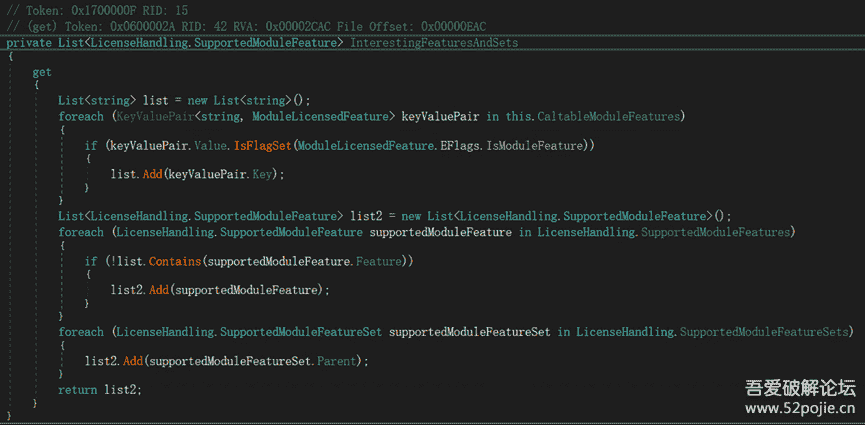 // Token: 0x1700000F RID: 15
// (get) Token: 0x0600002A RID: 42 RVA: 0x00002CAC File Offset: 0x00000EAC
private List<LicenseHandling.SupportedModuleFeature> InterestingFeaturesAndSets
{
get
{
List<string> list = new List<string>();
foreach (KeyValuePair<string, ModuleLicensedFeature> keyValuePair in this.CaltableModuleFeatures)
{
if (keyValuePair.Value.IsFlagSet(ModuleLicensedFeature.EFlags.IsModuleFeature))
{
list.Add(keyValuePair.Key);
}
}
List<LicenseHandling.SupportedModuleFeature> list2 = new List<LicenseHandling.SupportedModuleFeature>();
foreach (LicenseHandling.SupportedModuleFeature supportedModuleFeature in LicenseHandling.SupportedModuleFeatures)
{
if (!list.Contains(supportedModuleFeature.Feature))
{
list2.Add(supportedModuleFeature);
}
}
foreach (LicenseHandling.SupportedModuleFeatureSet supportedModuleFeatureSet in LicenseHandling.SupportedModuleFeatureSets)
{
list2.Add(supportedModuleFeatureSet.Parent);
}
return list2;
}
}
吾爱破解论坛
www.52pojie.cn